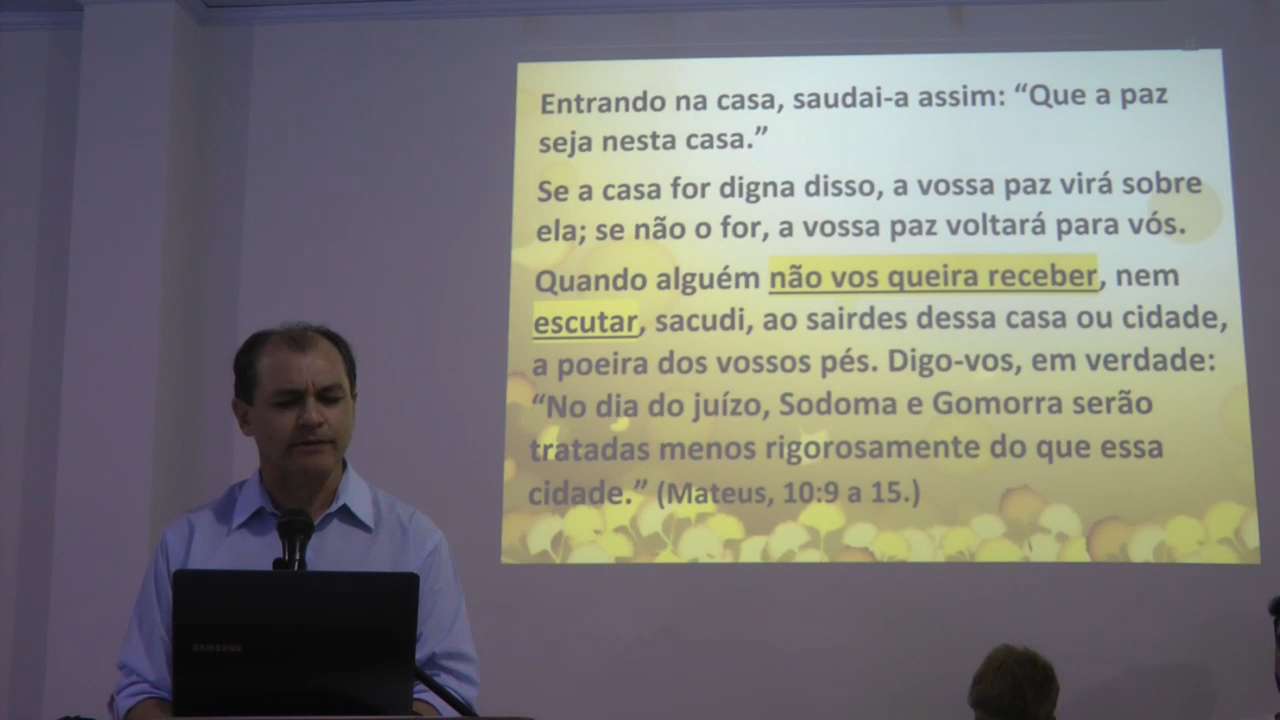 Entrando na casa, saudai-a assim: “Que a paz
seja nesta casa.”
Se a casa for digna disso, a vossa paz virá sobre
ela; se não o for, a vossa paz voltará para vós.
Quando alguém não vos queira receber, nem
escutar, sacudi, ao sairdes dessa casa ou cidade,
a poeira dos vossos pés. Digo-vos, em verdade:
“No dia do juízo, Sodoma e Gomorra serão
tratadas menos rigorosamente do que essa
cidade.” (Mateus, 10:9 a 15.)
SAMSUNG